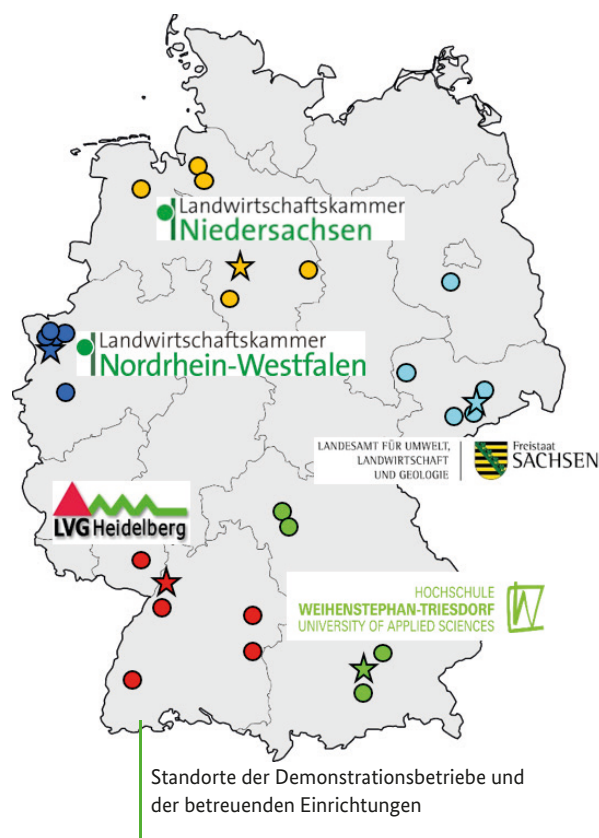 Landwirtschaftskammer
Niedersachsen
Landwirtschaftskammer
Nordrhein-Westfalen
LANDESAMT FÜR UMWELT,
LANDWIRTSCHAFT
UND GEOLOGIE
Freistaat
SACHSEN
LVG Heidelberg
HOCHSCHULE
WEIHENSTEPHAN-TRIESDORF
UNIVERSITY OF APPLIED SCIENCES
Standorte der Demonstrationsbetriebe und
der betreuenden Einrichtungen